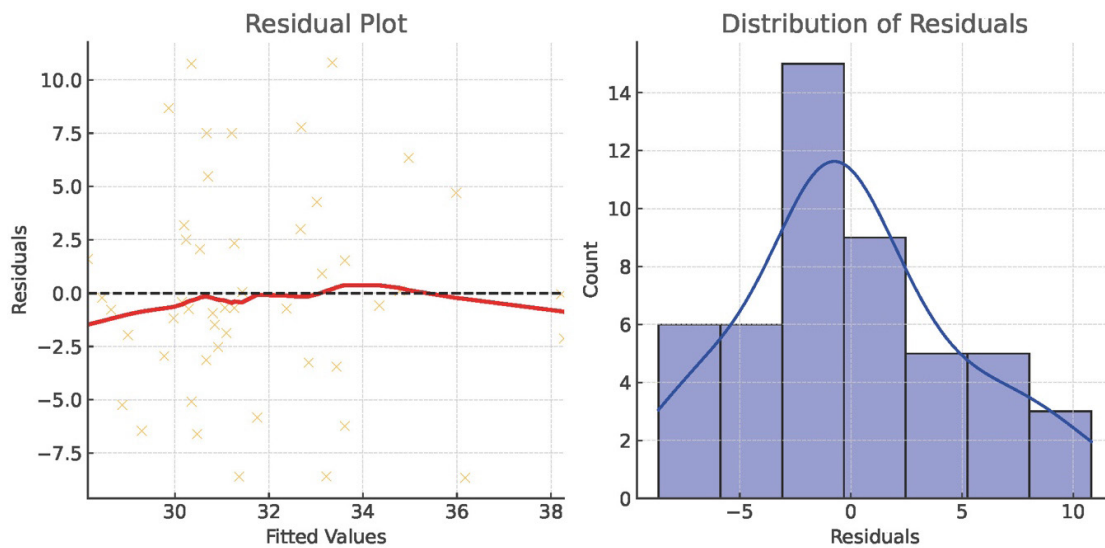 Residual Plot
10.0
7.5
5.0
2.5
0.0
−2.5
−5.0
−7.5
Residuals
30 32 34 36 38
Fitted Values
Distribution of Residuals
14
12
10
8
6
4
2
0
Count
−5 0 5 10
Residuals